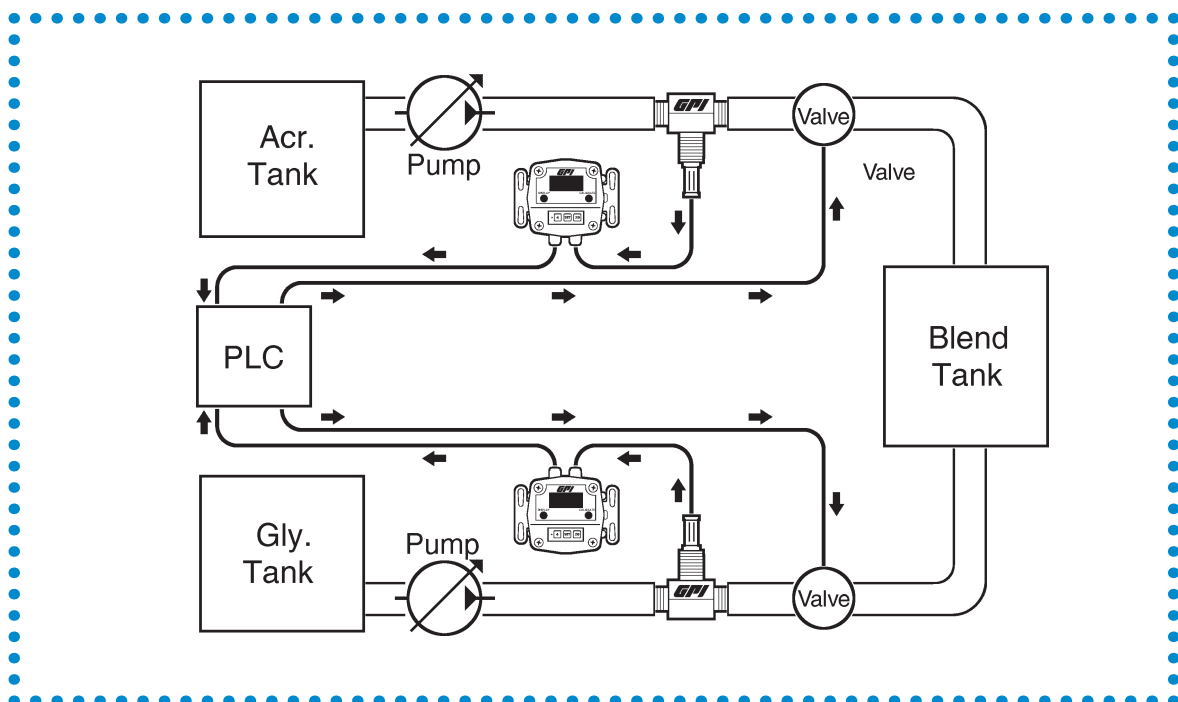 Acr.
Tank
Pump
GPI
Valve
Valve
GPI
PLC
Blend
Tank
GPI
Gly.
Tank
Pump
GPI
Valve